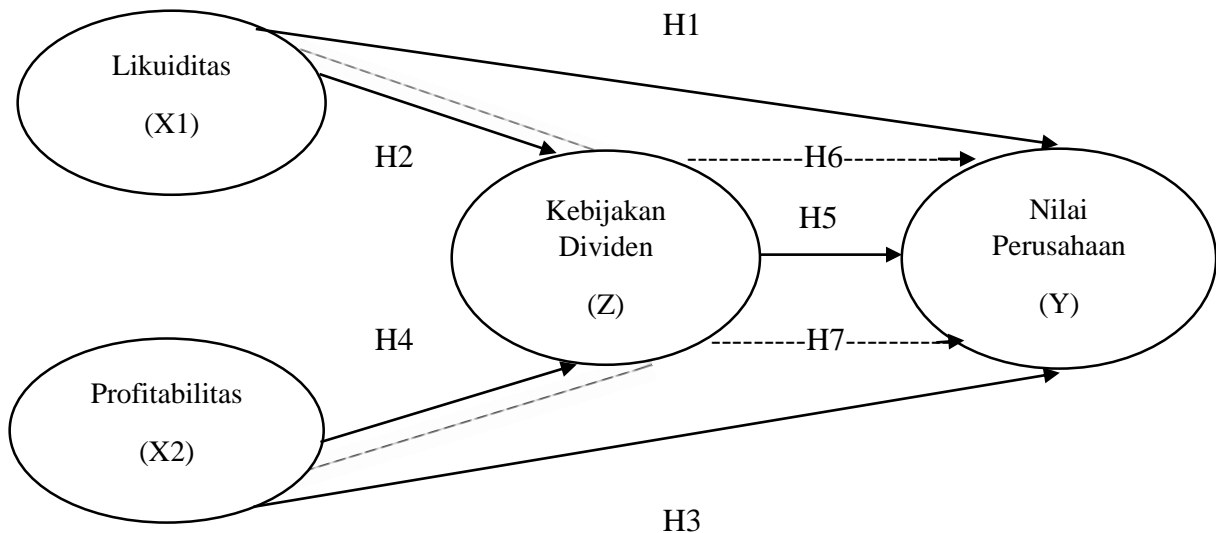 H1
Likuiditas
(X1)
H2
H6
Kebijakan
Dividen
(Z)
H5
Nilai
Perusahaan
(Y)
H4
H7
Profitabilitas
(X2)
H3